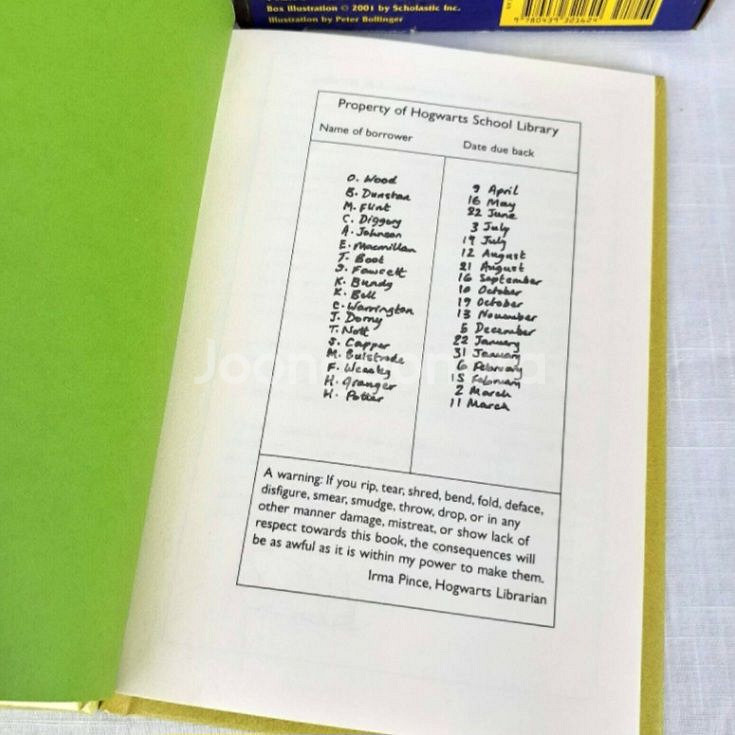 Box Illustration © 2001 by Scholastic Inc.
Illustration by Peter Bollinger
9 780439 321624
Property of Hogwarts School Library
Name of borrower Date due back
O. Wood 9 April
B. Dunstan 16 May
M. Flint 22 June
C. Diggory 3 July
A. Johnson 19 July
E. Macmillan 12 August
T. Boot 21 August
S. Fawcett 16 September
K. Bundy 10 October
K. Bell 19 October
C. Warrington 13 November
J. Dorny 5 December
T. Nott 22 January
S. Capper 31 January
M. Bulstrode 6 February
F. Weasley 15 February
H. Granger 2 March
H. Potter 11 March
A warning: If you rip, tear, shred, bend, fold, deface,
disfigure, smear, smudge, throw, drop, or in any
other manner damage, mistreat, or show lack of
respect towards this book, the consequences will
be as awful as it is within my power to make them.
Irma Pince, Hogwarts Librarian